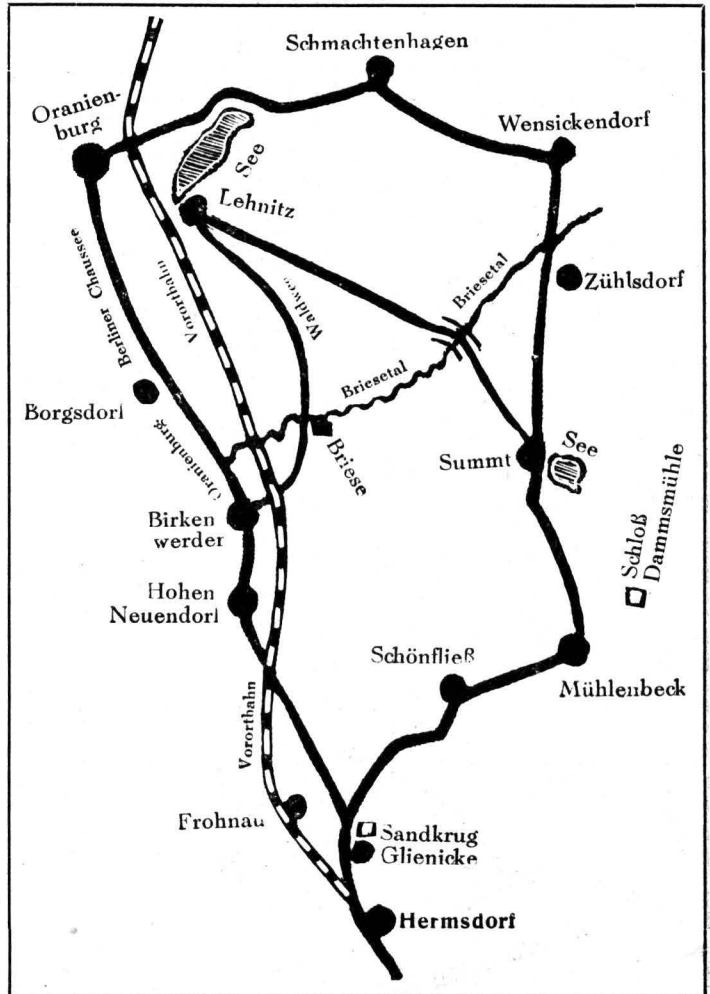 Schmachtenhagen
Oranien-
burg
Wensickendorf
See
Lehnitz
Berliner Chaussee
Vorortbahn
Waldweg
Briesetal
Zühlsdorf
Borgsdorf
Briesetal
Oranienburg
Briese
Summt
See
Birken
werder
Schloß
Dammsmühle
Hohen
Neuendorf
Schönfließ
Mühlenbeck
Vorortbahn
Frohnau
Sandkrug
Glienicke
Hermsdorf